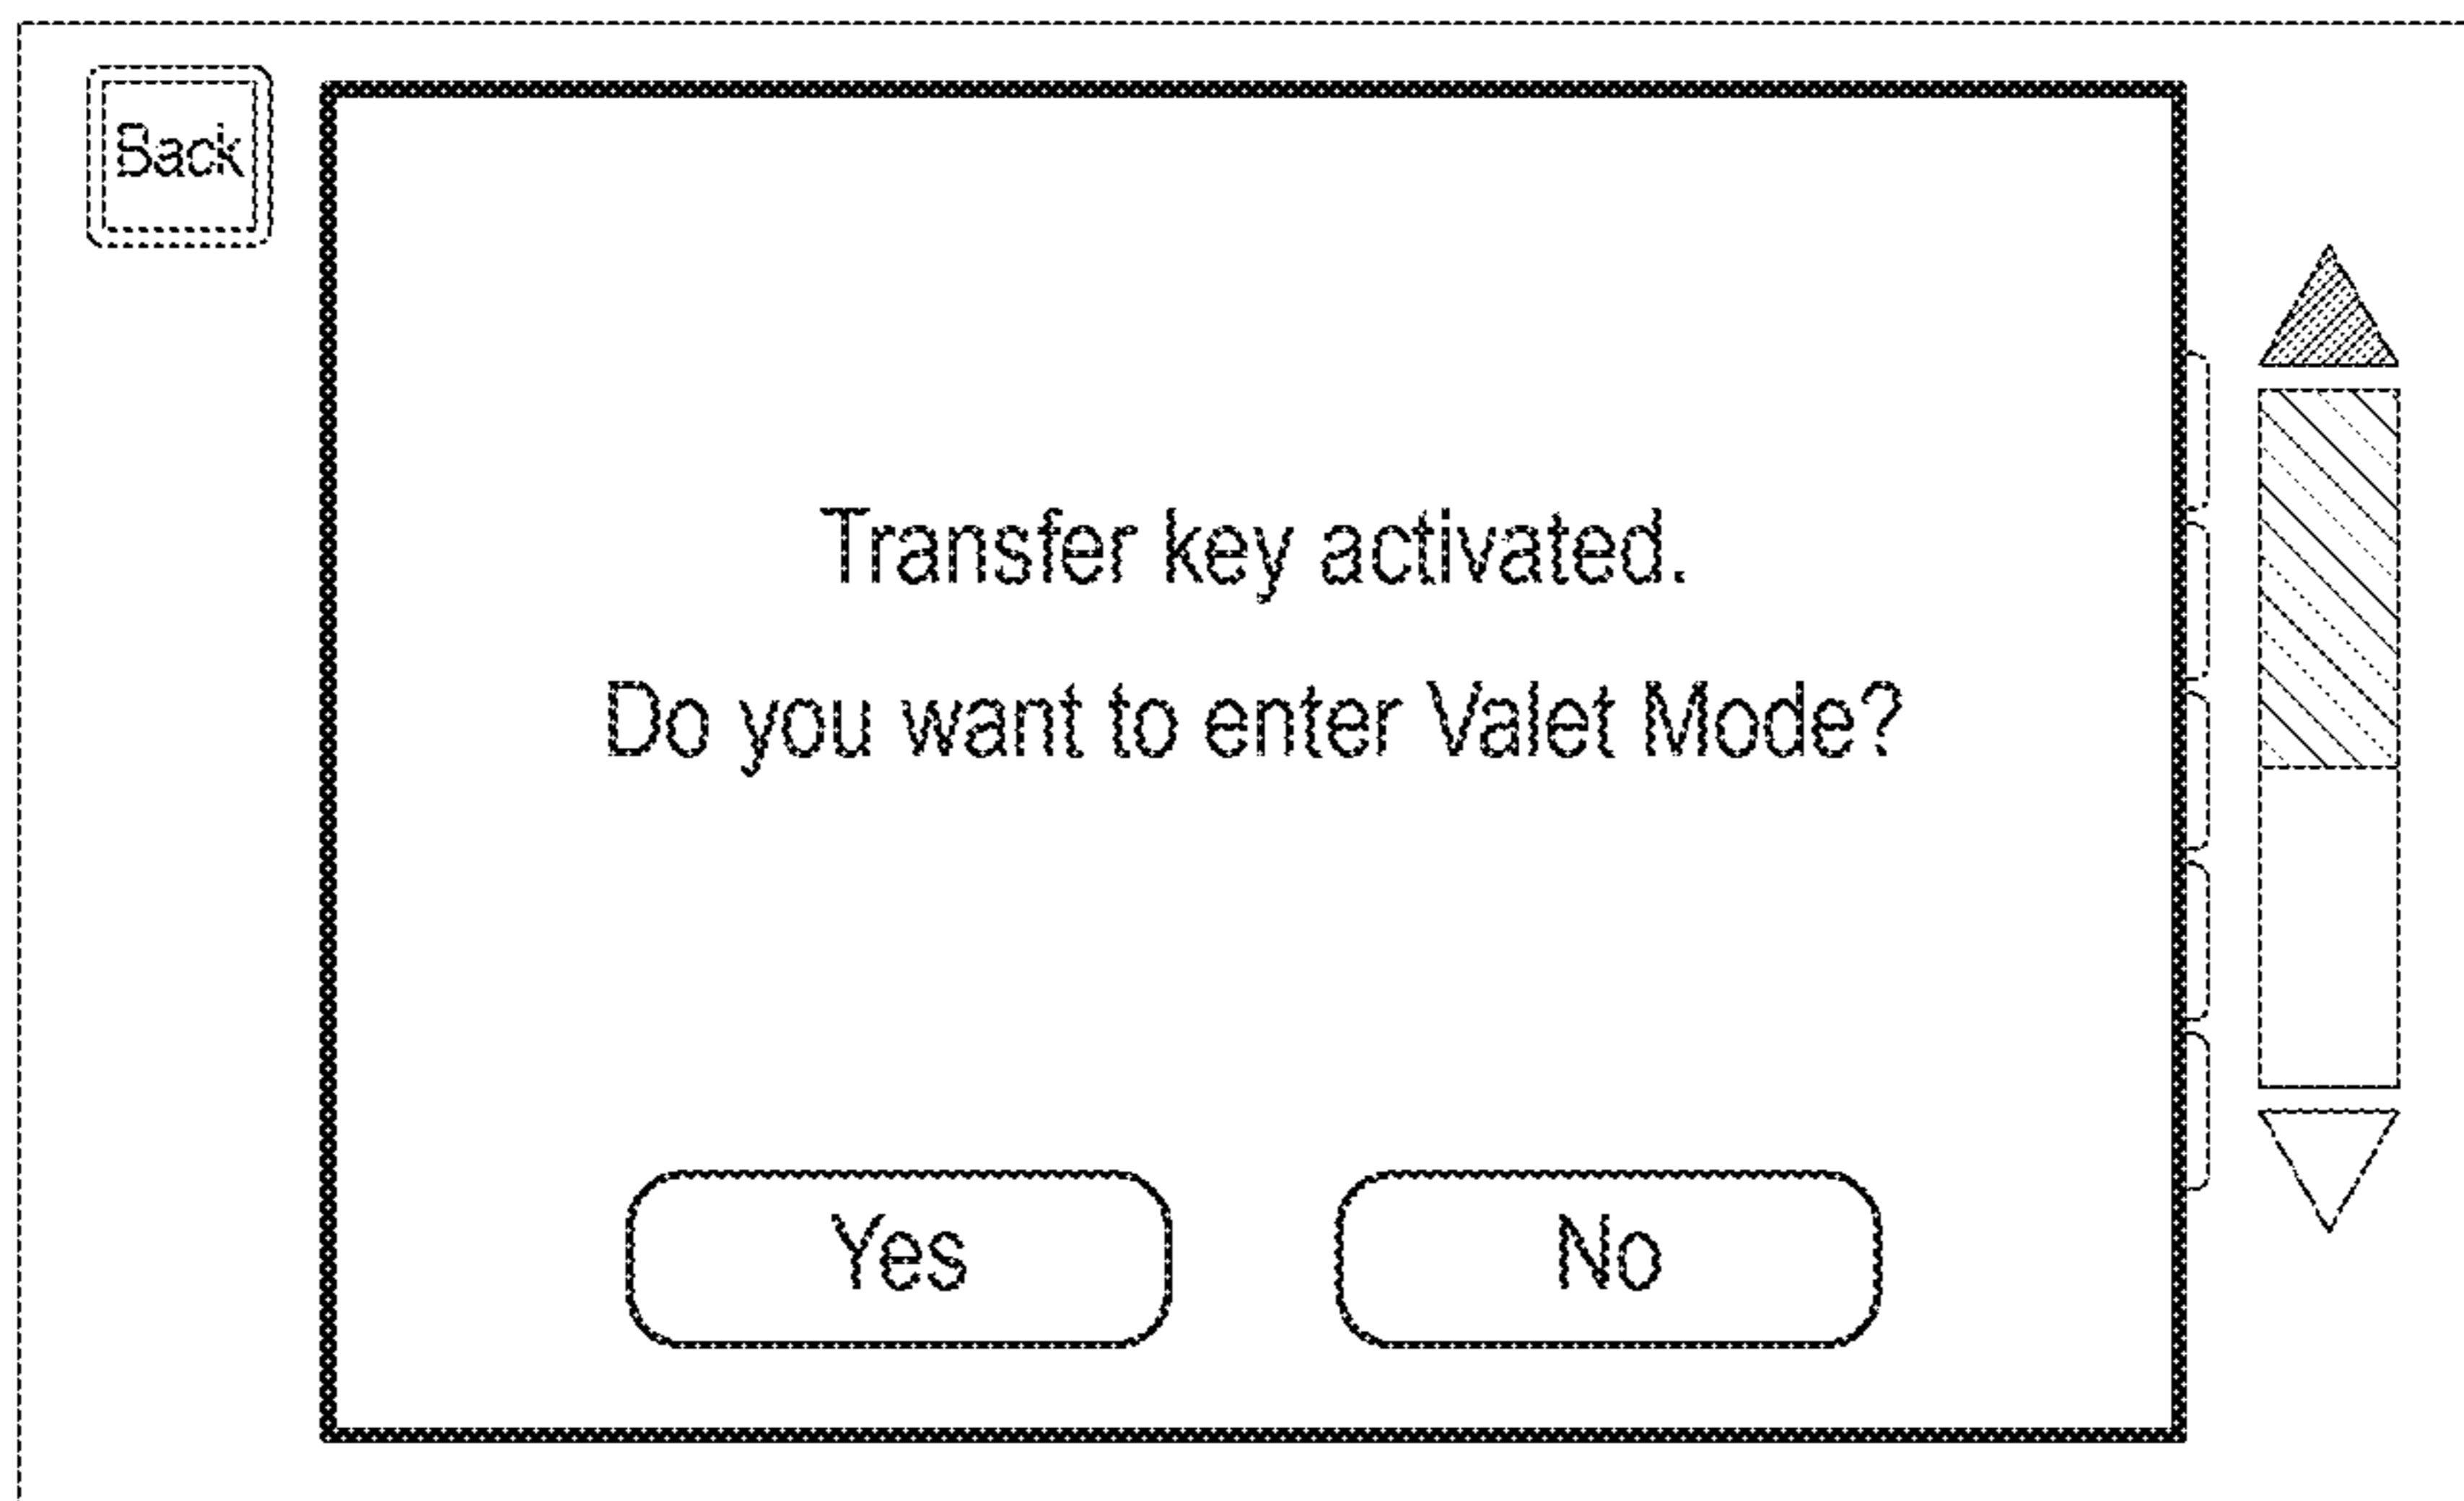 Back
Transfer key activated.
Do you want to enter Valet Mode?
Yes
No